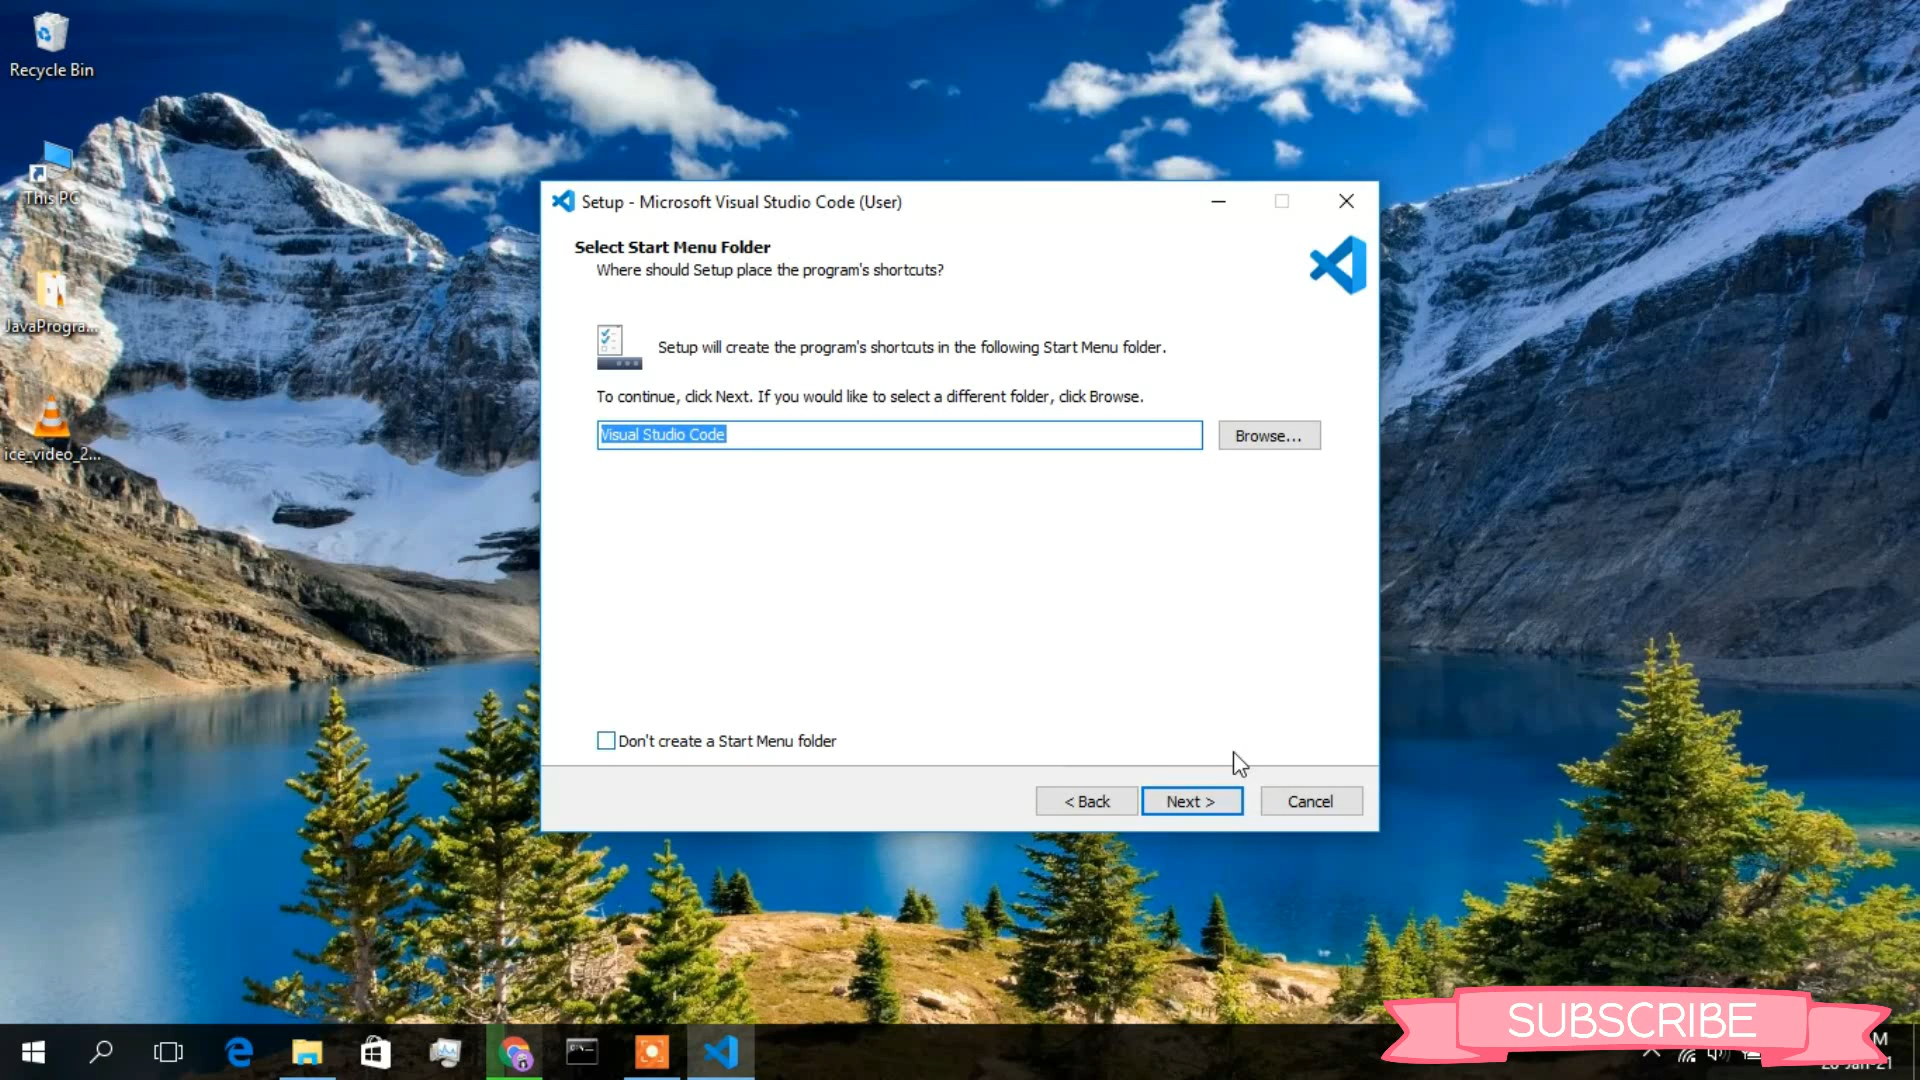 Recycle Bin
This PC
JavaProgra...
ice_video_2...
Setup - Microsoft Visual Studio Code (User)
Select Start Menu Folder
Where should Setup place the program's shortcuts?
Setup will create the program's shortcuts in the following Start Menu folder.
To continue, click Next. If you would like to select a different folder, click Browse.
Visual Studio Code
Browse...
Don't create a Start Menu folder
< Back
Next >
Cancel
SUBSCRIBE